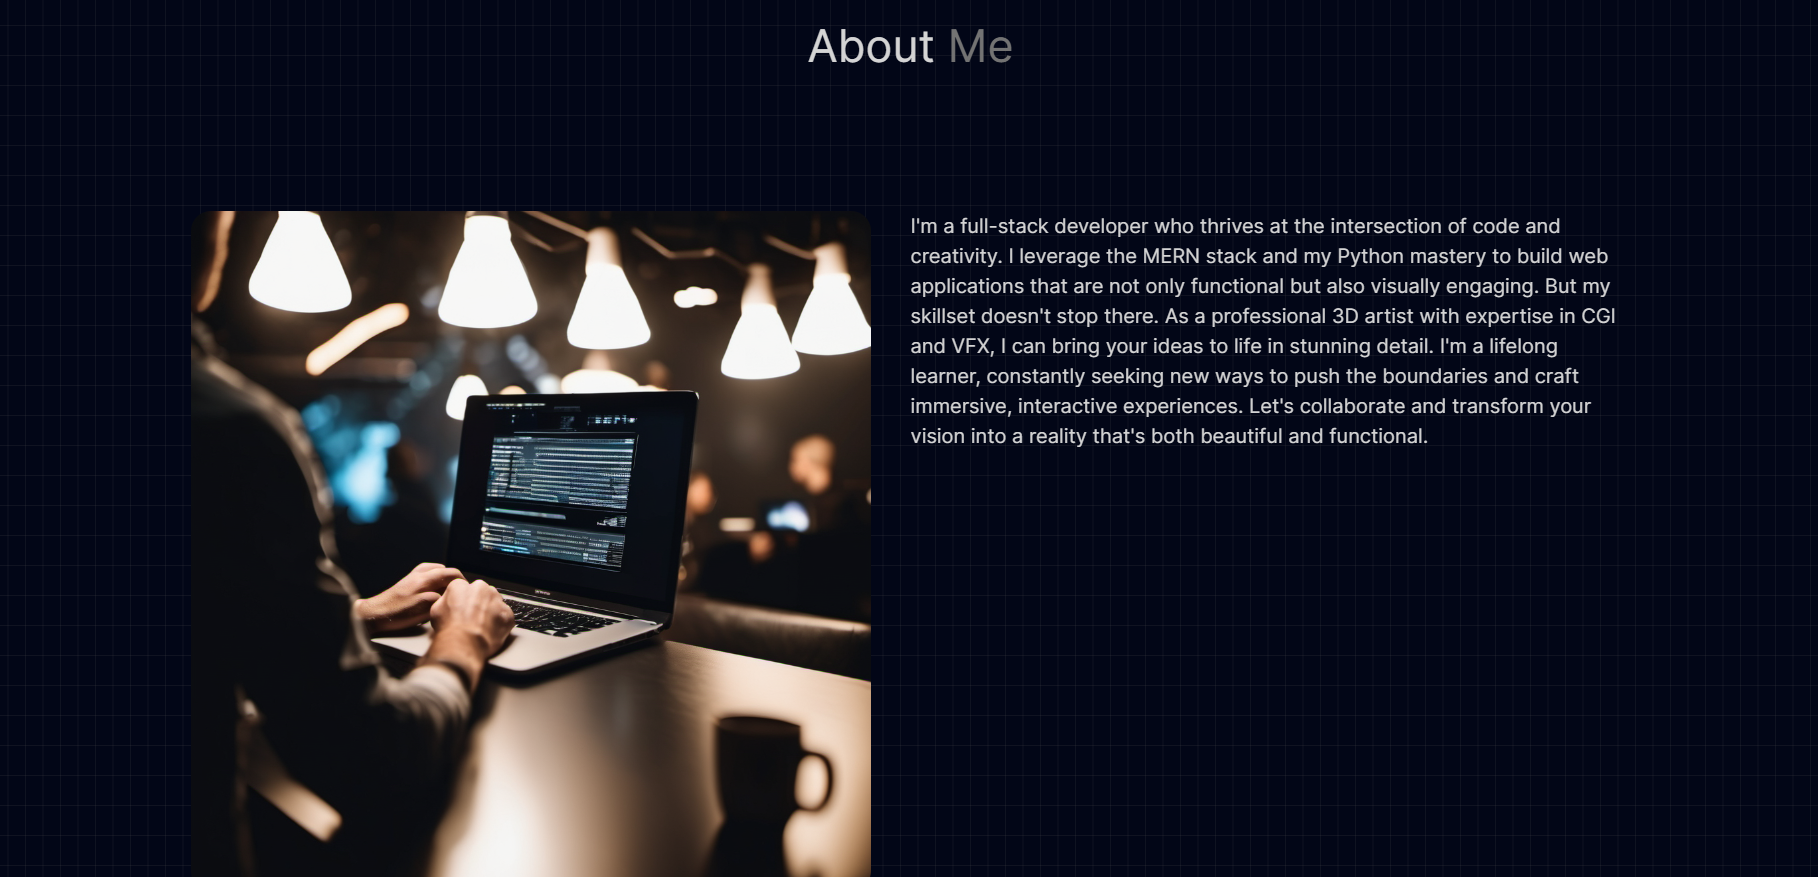 About Me
I'm a full-stack developer who thrives at the intersection of code and
creativity. I leverage the MERN stack and my Python mastery to build web
applications that are not only functional but also visually engaging. But my
skillset doesn't stop there. As a professional 3D artist with expertise in CGI
and VFX, I can bring your ideas to life in stunning detail. I'm a lifelong
learner, constantly seeking new ways to push the boundaries and craft
immersive, interactive experiences. Let's collaborate and transform your
vision into a reality that's both beautiful and functional.